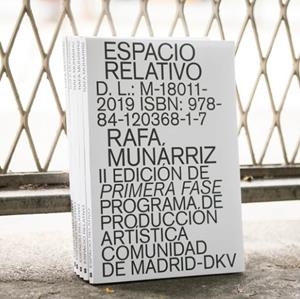 ESPACIO
RELATIVO
D. L.: M-18011-
2019 ISBN: 978-
84-120368-1-7
RAFA
MUNÁRRIZ
II EDICIÓN DE
PRIMERA FASE
PROGRAMA DE
PRODUCCIÓN
ARTÍSTICA
COMUNIDAD
DE MADRID-DKV